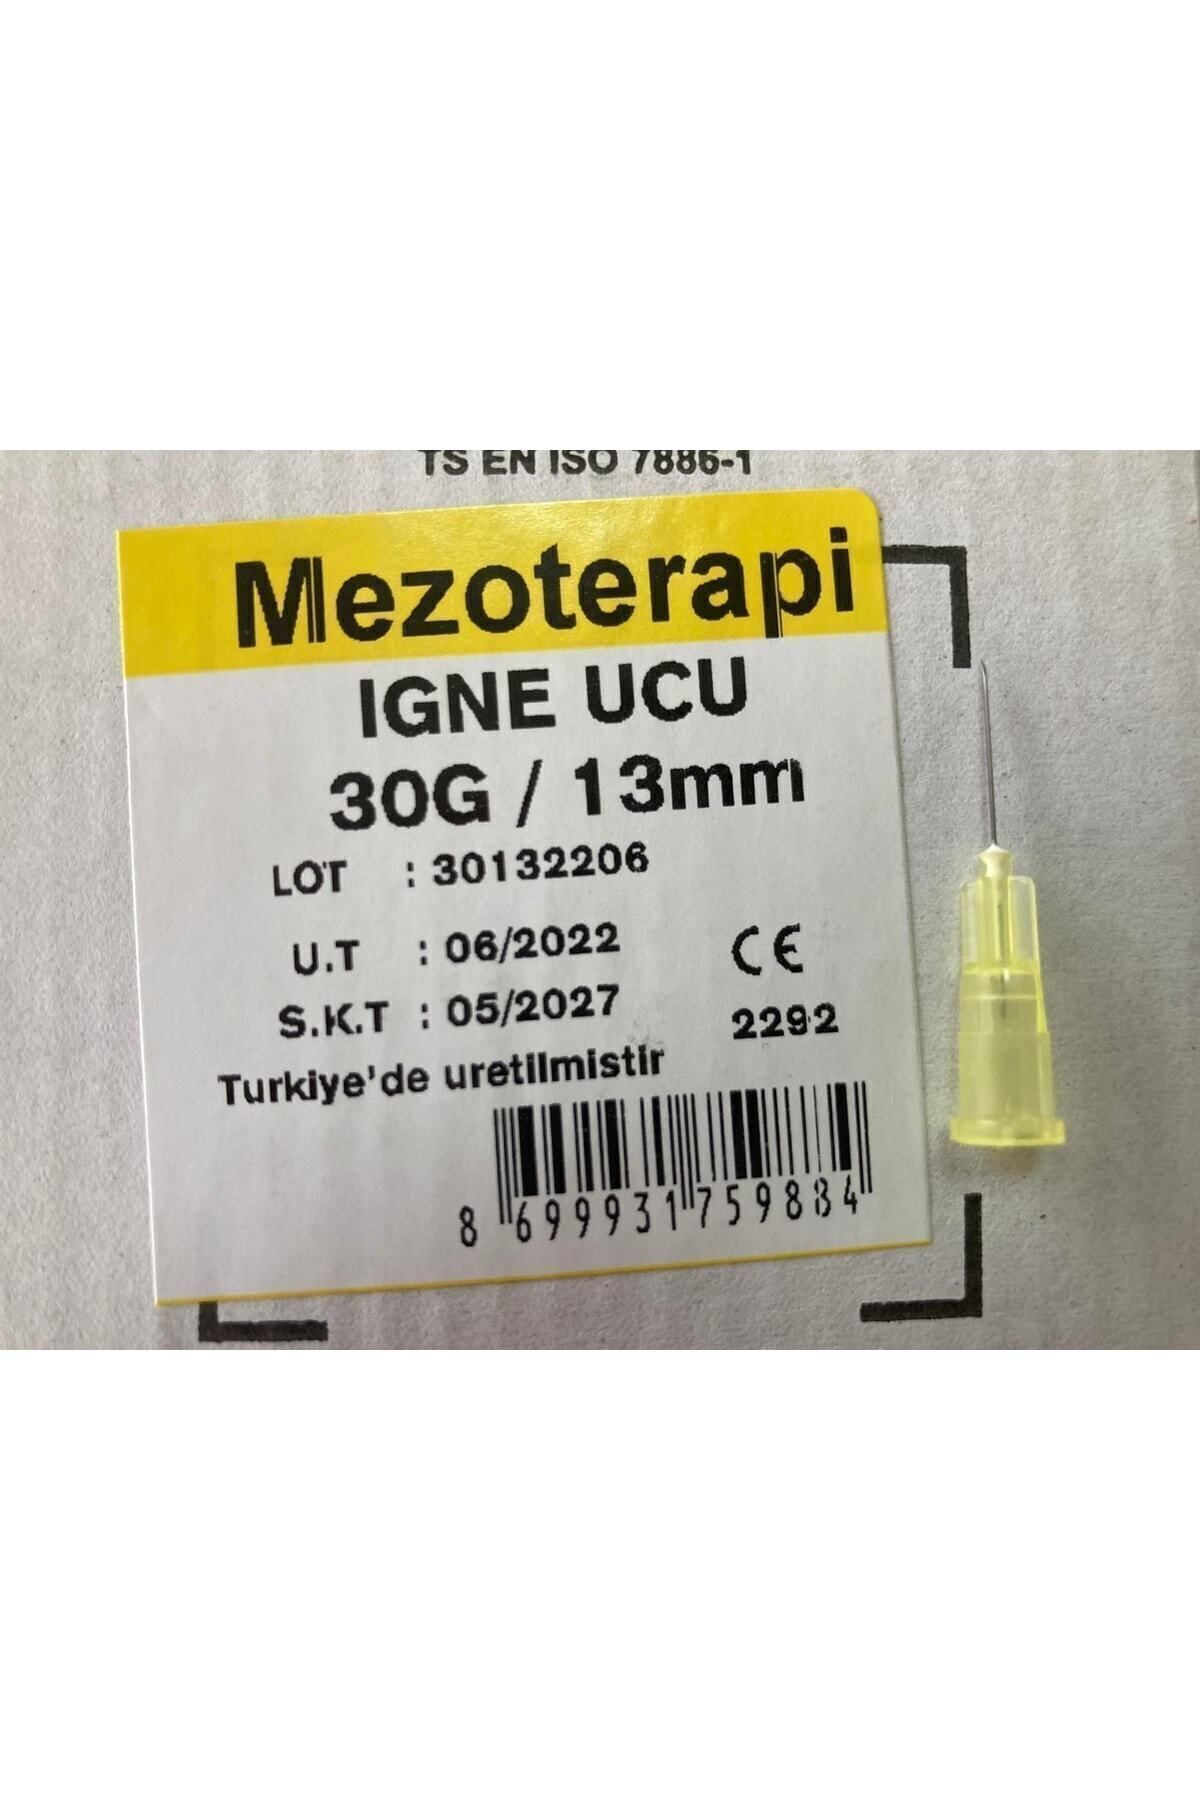 TS EN ISO 7886-1
Mezoterapi
IGNE UCU
30G / 13mm
LOT : 30132206
U.T : 06/2022
S.K.T : 05/2027
CE
2292
Turkiye'de uretilmistir
8 699931 759884